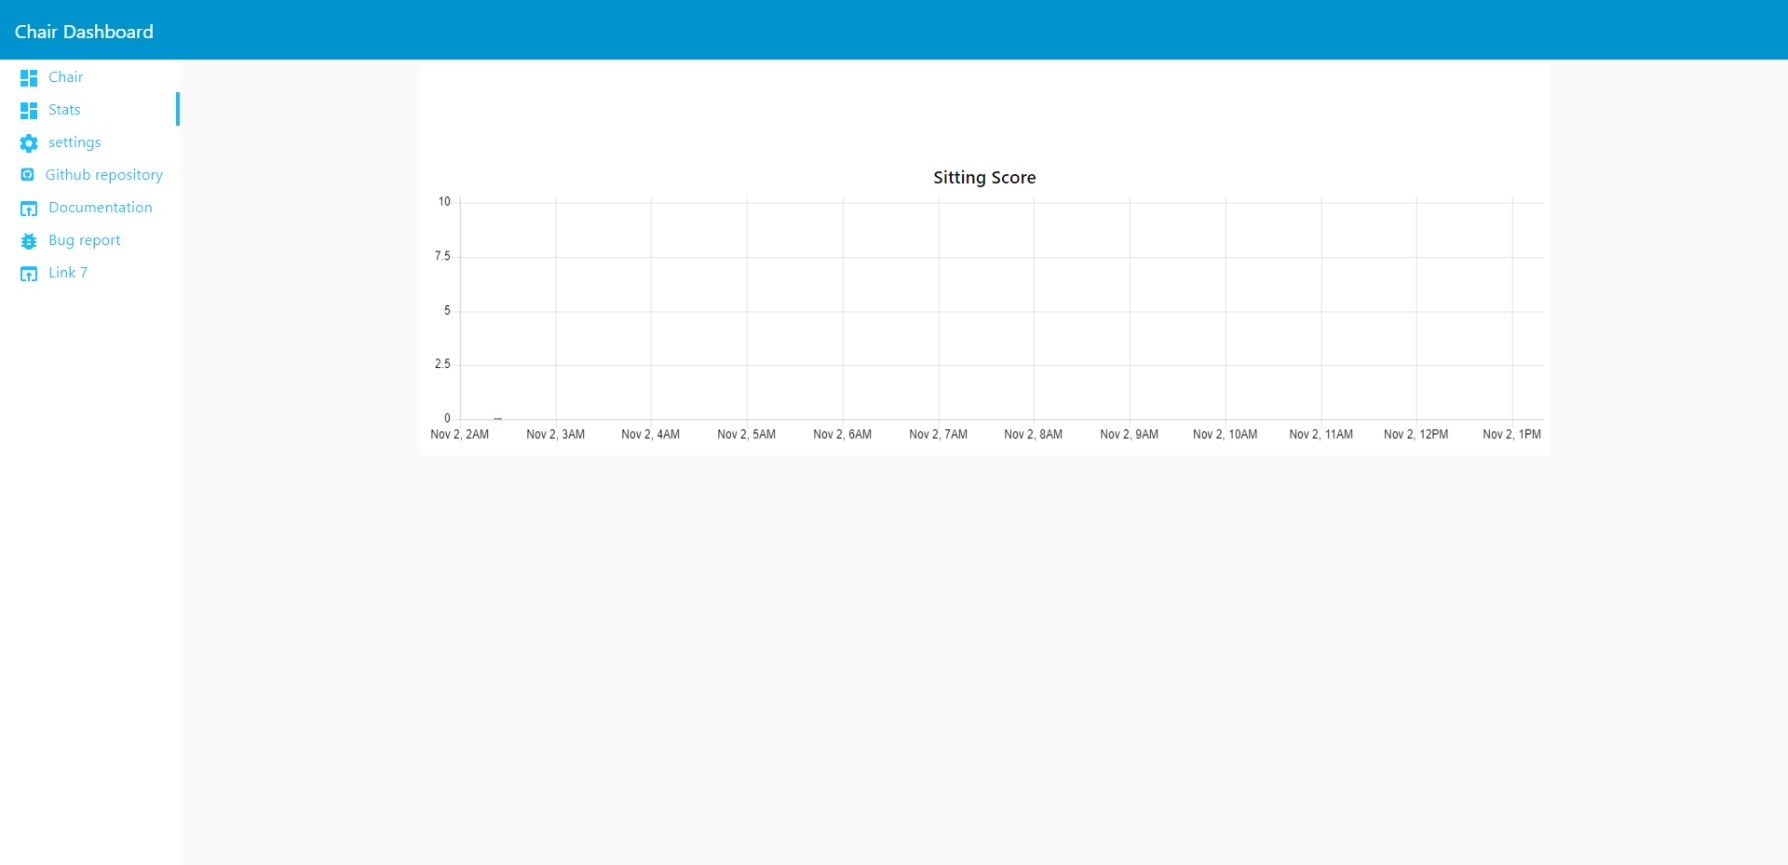 Chair Dashboard
Chair
Stats
settings
Github repository
Documentation
Bug report
Link 7
Sitting Score
10
7.5
5
2.5
0
Nov 2, 2AM Nov 2, 3AM Nov 2, 4AM Nov 2, 5AM Nov 2, 6AM Nov 2, 7AM Nov 2, 8AM Nov 2, 9AM Nov 2, 10AM Nov 2, 11AM Nov 2, 12PM Nov 2, 1PM